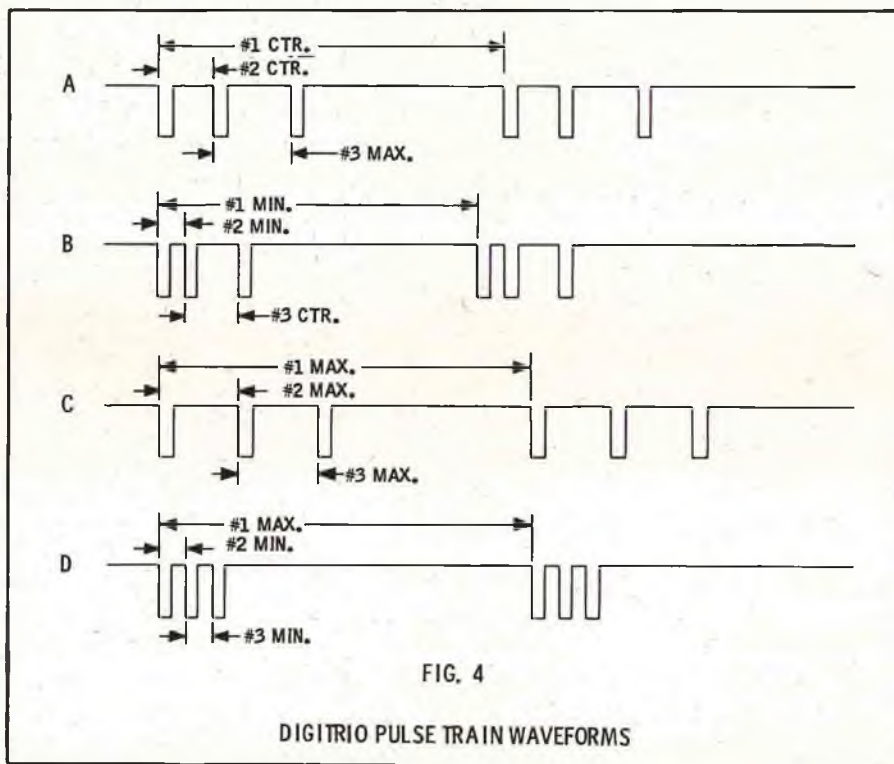 #1 CTR.
#2 CTR.
A
#3 MAX.
#1 MIN.
#2 MIN.
B
#3 CTR.
#1 MAX.
#2 MAX.
C
#3 MAX.
#1 MAX.
#2 MIN.
D
#3 MIN.
FIG. 4
DIGITRIO PULSE TRAIN WAVEFORMS